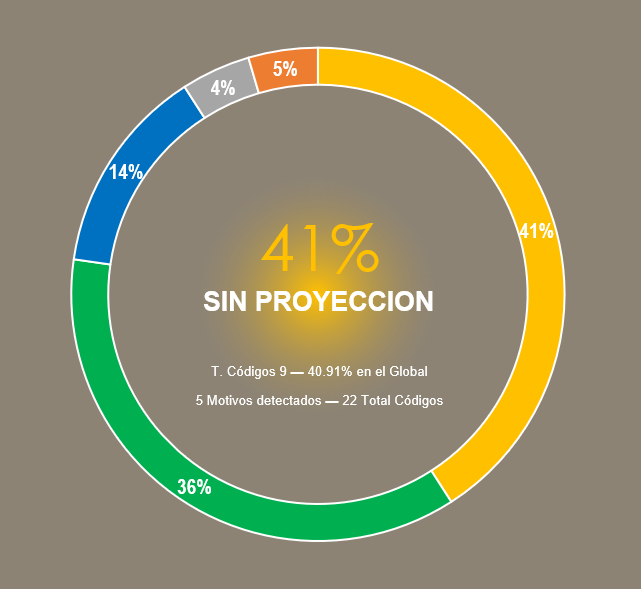 5%
4%
14%
41%
41%
SIN PROYECCION
T. Códigos 9 — 40.91% en el Global
5 Motivos detectados — 22 Total Códigos
36%